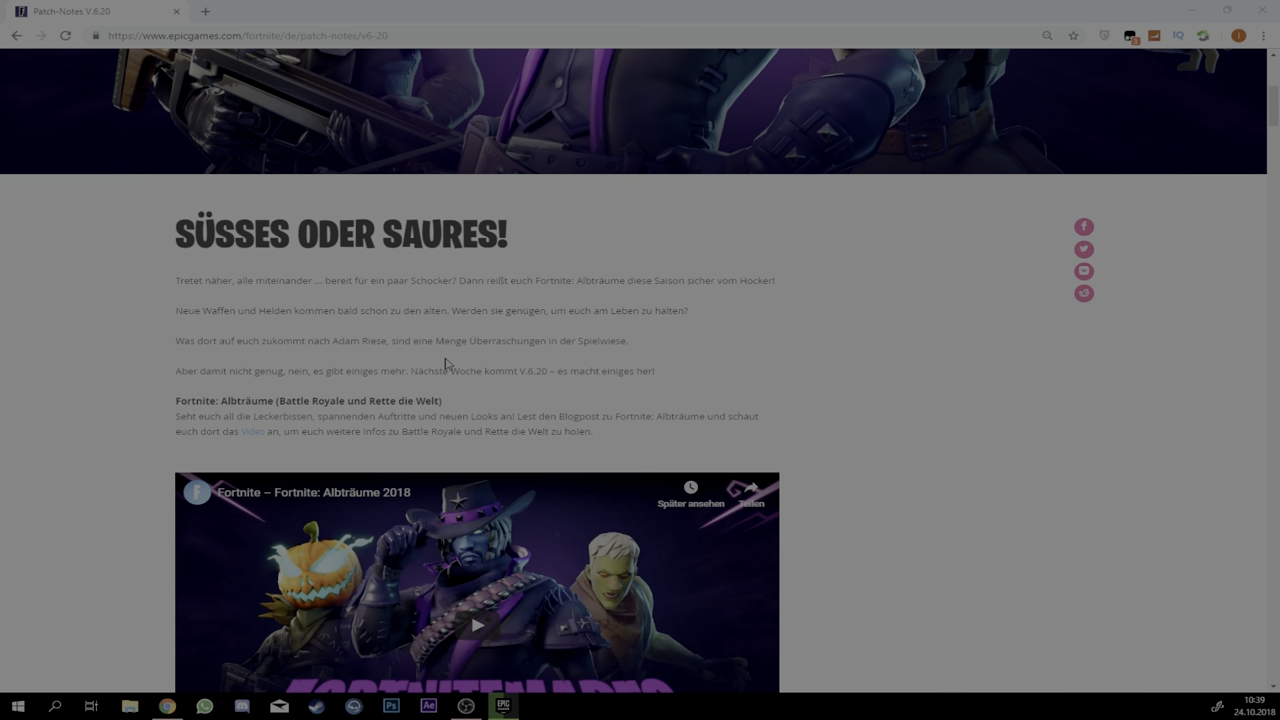 Patch-Notes V.6.20
https://www.epicgames.com/fortnite/de/patch-notes/v6-20
SÜSSES ODER SAURES!
Tretet näher, alle miteinander ... bereit für ein paar Schocker? Dann reißt euch Fortnite: Albträume diese Saison sicher vom Hocker!
Neue Waffen und Helden kommen bald schon zu den alten. Werden sie genügen, um euch am Leben zu halten?
Was dort auf euch zukommt nach Adam Riese, sind eine Menge Überraschungen in der Spielwiese.
Aber damit nicht genug, nein, es gibt einiges mehr. Nächste Woche kommt V.6.20 – es macht einiges her!
Fortnite: Albträume (Battle Royale und Rette die Welt)
Seht euch all die Leckerbissen, spannenden Auftritte und neuen Looks an! Lest den Blogpost zu Fortnite: Albträume und schaut
euch dort das Video an, um euch weitere Infos zu Battle Royale und Rette die Welt zu holen.
F
Fortnite – Fortnite: Albträume 2018
Später ansehen
Teilen
Ps
Ae
EPIC
GAMES
10:39
24.10.2018